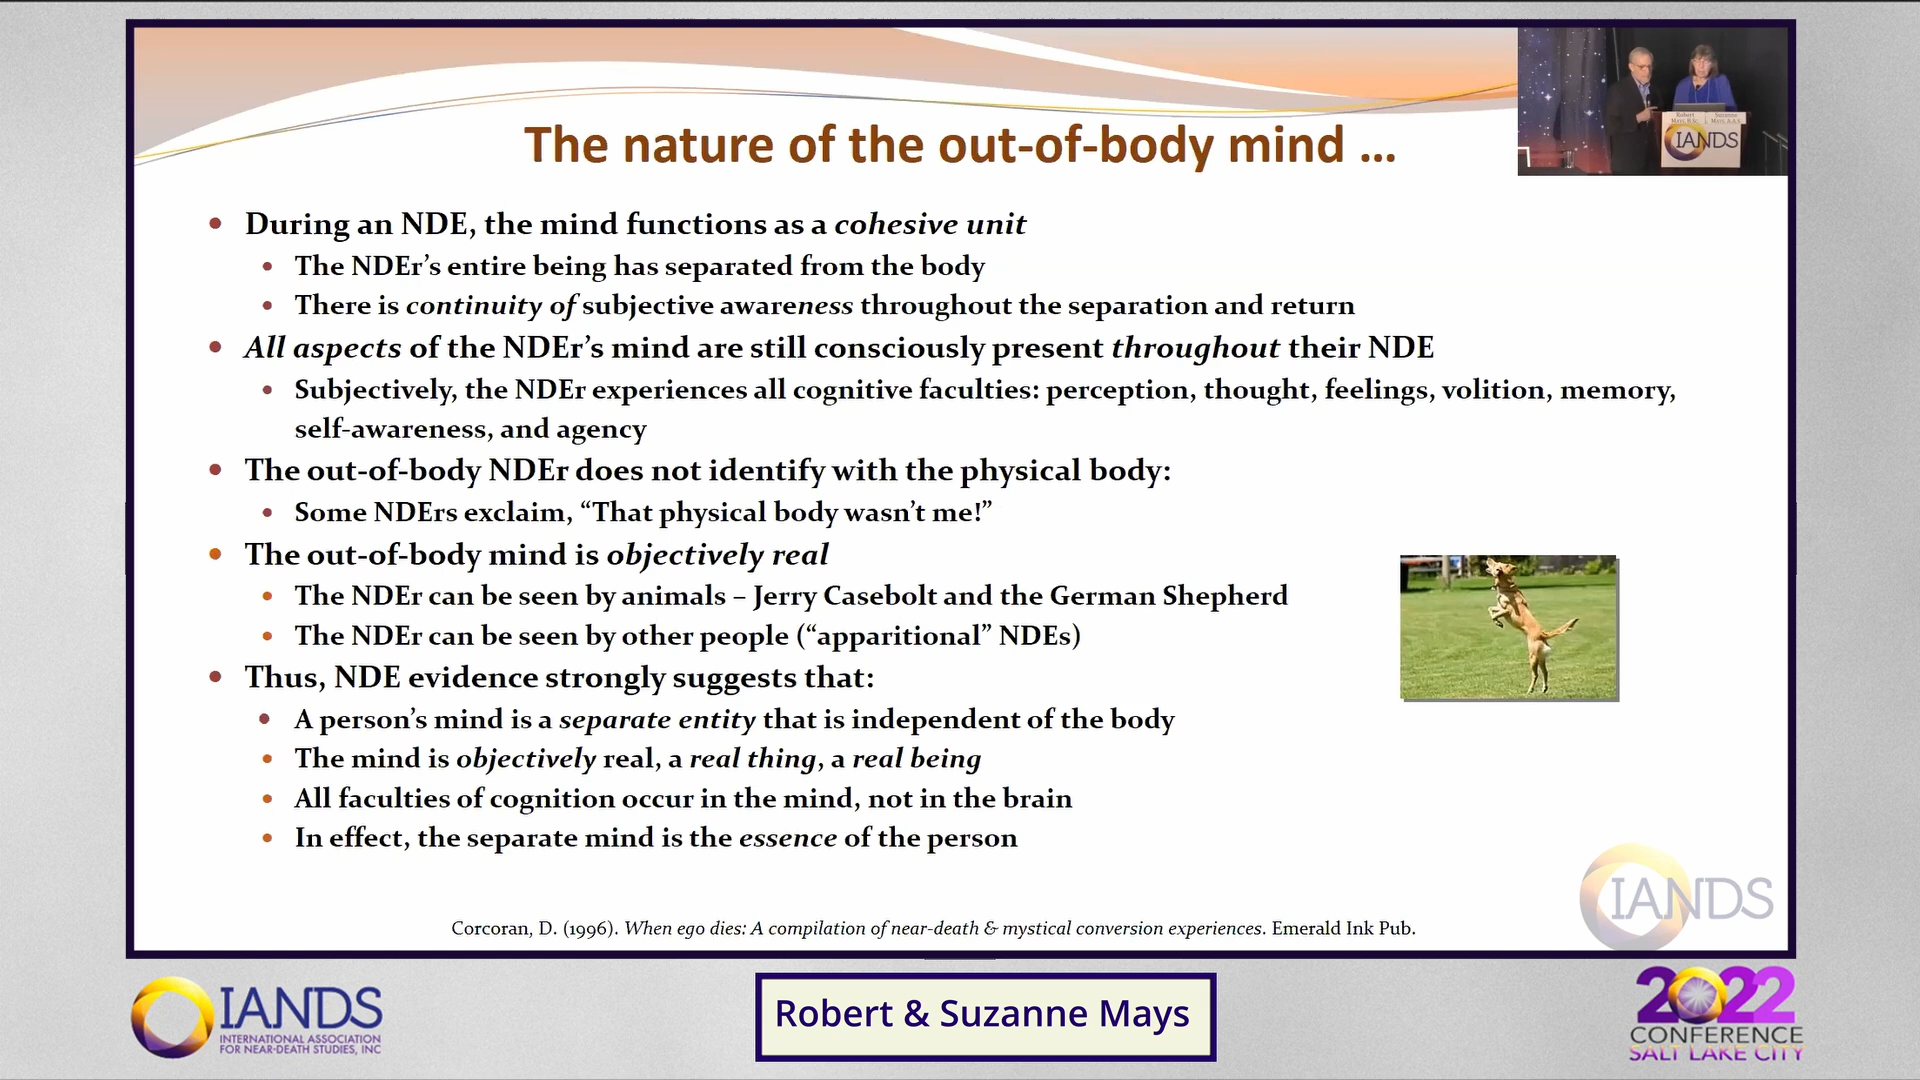 The nature of the out-of-body mind ...
Robert Mays, B.Sc.
Suzanne Mays, A.A.S.
IANDS
• During an NDE, the mind functions as a cohesive unit
• The NDEr’s entire being has separated from the body
• There is continuity of subjective awareness throughout the separation and return
• All aspects of the NDEr’s mind are still consciously present throughout their NDE
• Subjectively, the NDEr experiences all cognitive faculties: perception, thought, feelings, volition, memory,
self-awareness, and agency
• The out-of-body NDEr does not identify with the physical body:
• Some NDErs exclaim, “That physical body wasn’t me!”
• The out-of-body mind is objectively real
• The NDEr can be seen by animals – Jerry Casebolt and the German Shepherd
• The NDEr can be seen by other people (“apparitional” NDEs)
• Thus, NDE evidence strongly suggests that:
• A person’s mind is a separate entity that is independent of the body
• The mind is objectively real, a real thing, a real being
• All faculties of cognition occur in the mind, not in the brain
• In effect, the separate mind is the essence of the person
IANDS
Corcoran, D. (1996). When ego dies: A compilation of near-death & mystical conversion experiences. Emerald Ink Pub.
IANDS
INTERNATIONAL ASSOCIATION
FOR NEAR-DEATH STUDIES, INC
Robert & Suzanne Mays
2022
CONFERENCE
SALT LAKE CITY